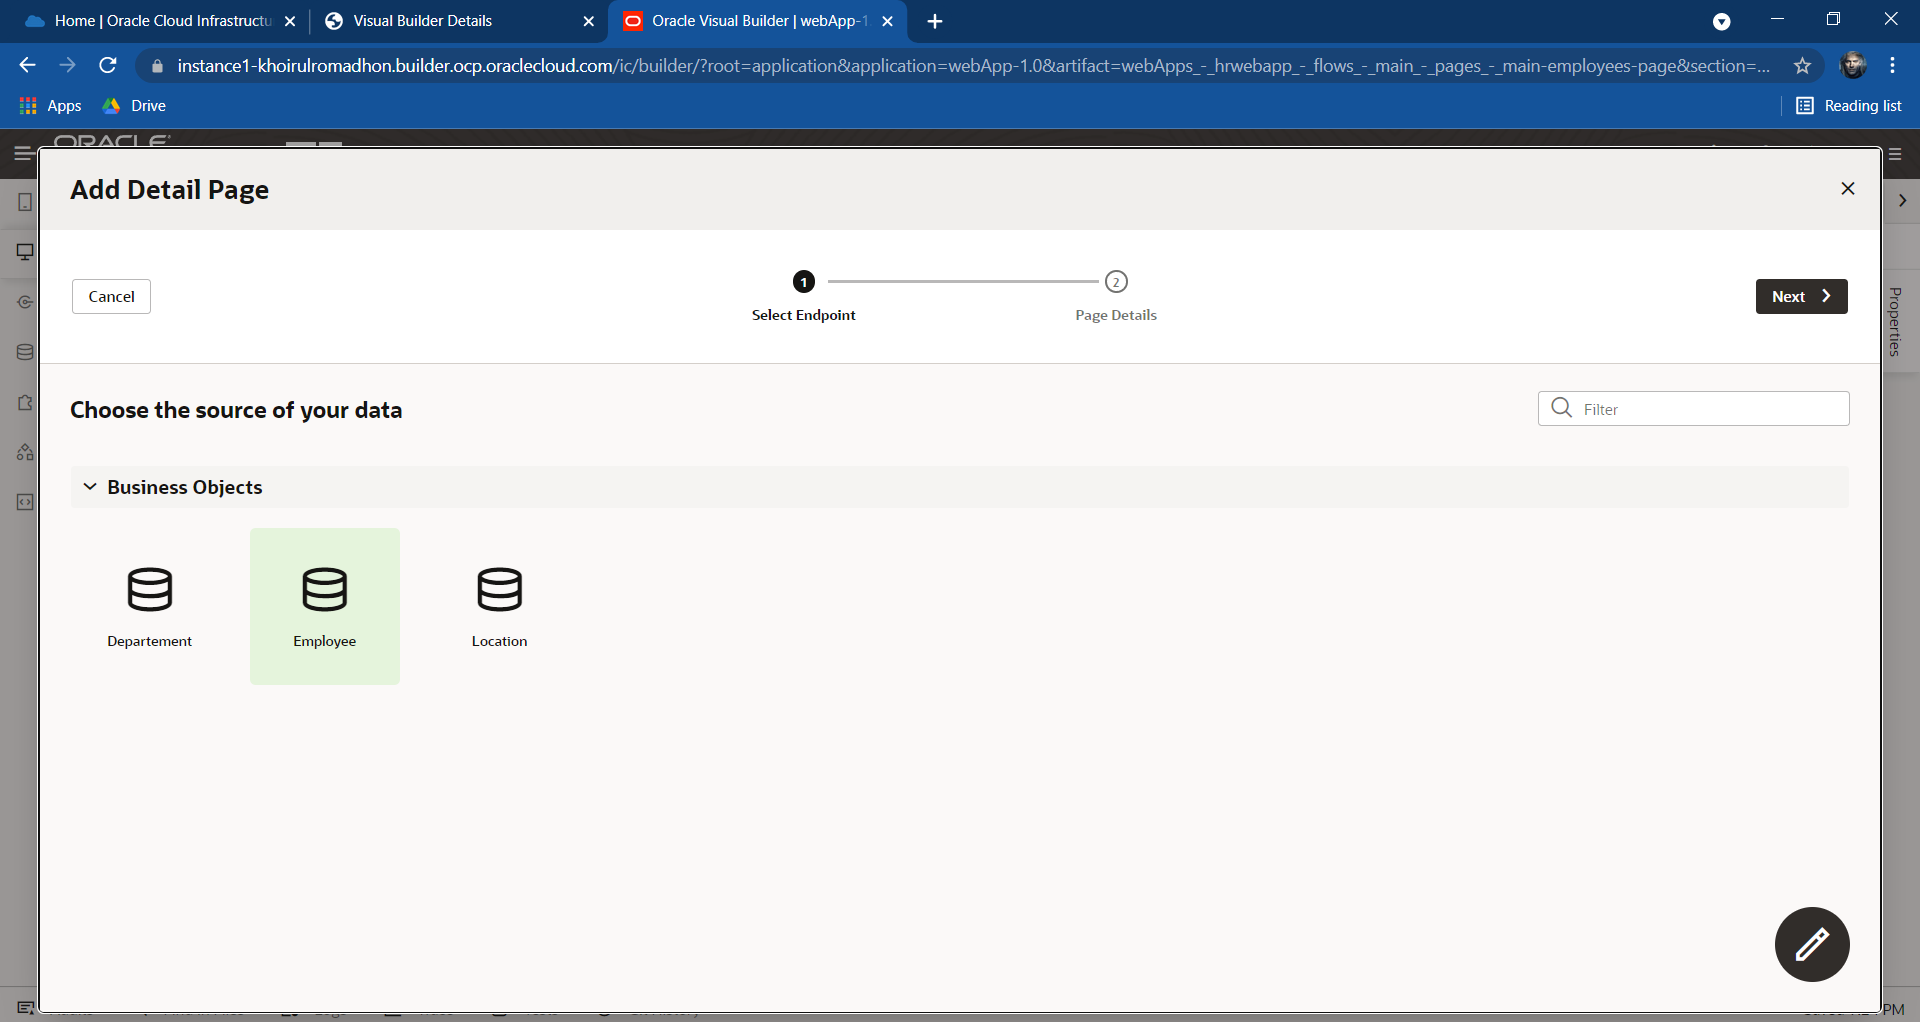 Home | Oracle Cloud Infrastructu
Visual Builder Details
Oracle Visual Builder | webApp-1.
instance1-khoirulromadhon.builder.ocp.oraclecloud.com/ic/builder/?root=application&application=webApp-1.0&artifact=webApps_-_hrwebapp_-_flows_-_main_-_pages_-_main-employees-page&section=...
Apps
Drive
Reading list
ORACLE
Add Detail Page
Cancel
1
2
Next
Select Endpoint
Page Details
Properties
Choose the source of your data
Filter
Business Objects
Departement
Employee
Location
PM